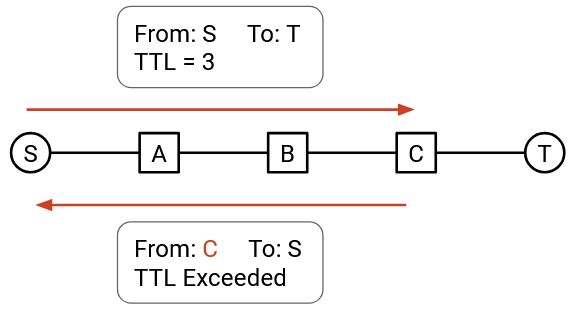 From: S To: T
TTL = 3
S A B C T
From: C To: S
TTL Exceeded